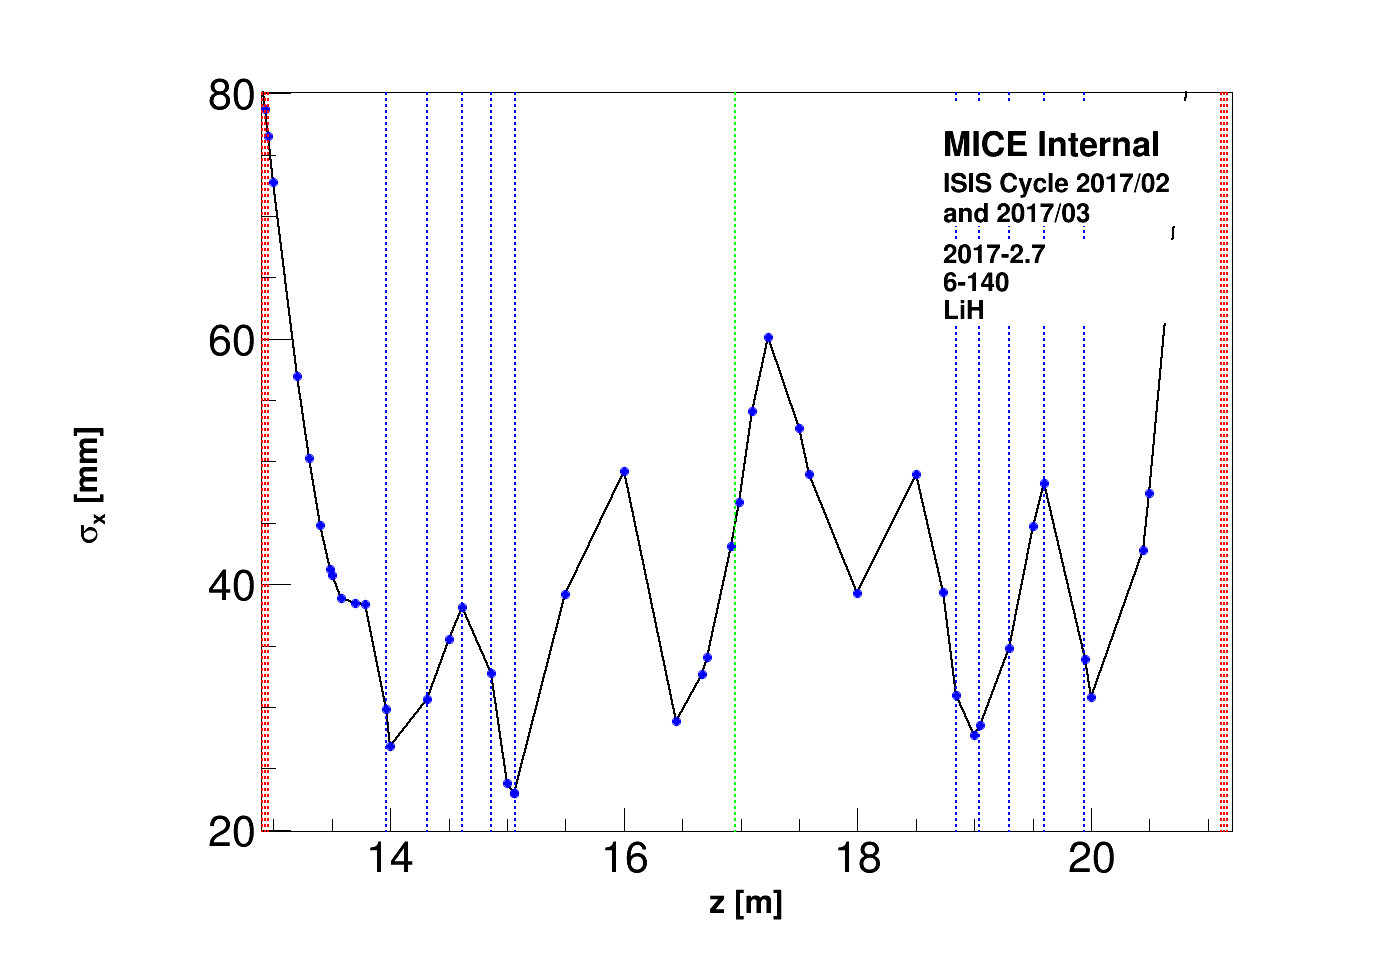 80
60
40
20
14
16
18
20
z [m]
σx [mm]
MICE Internal
ISIS Cycle 2017/02
and 2017/03
2017-2.7
6-140
LiH